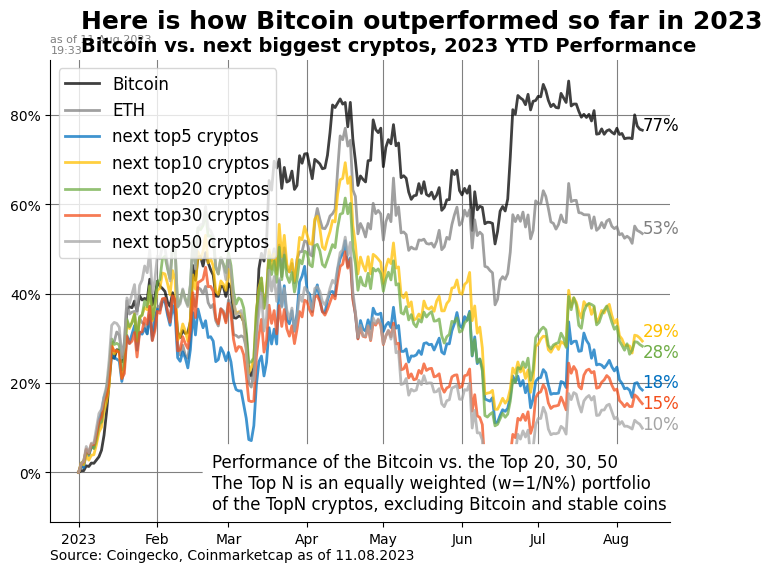 Here is how Bitcoin outperformed so far in 2023
as of 11 Aug 2023
19:33
Bitcoin vs. next biggest cryptos, 2023 YTD Performance
Bitcoin
ETH
next top5 cryptos
next top10 cryptos
next top20 cryptos
next top30 cryptos
next top50 cryptos
80%
60%
40%
20%
0%
77%
53%
29%
28%
18%
15%
10%
Performance of the Bitcoin vs. the Top 20, 30, 50
The Top N is an equally weighted (w=1/N%) portfolio
of the TopN cryptos, excluding Bitcoin and stable coins
2023 Feb Mar Apr May Jun Jul Aug
Source: Coingecko, Coinmarketcap as of 11.08.2023